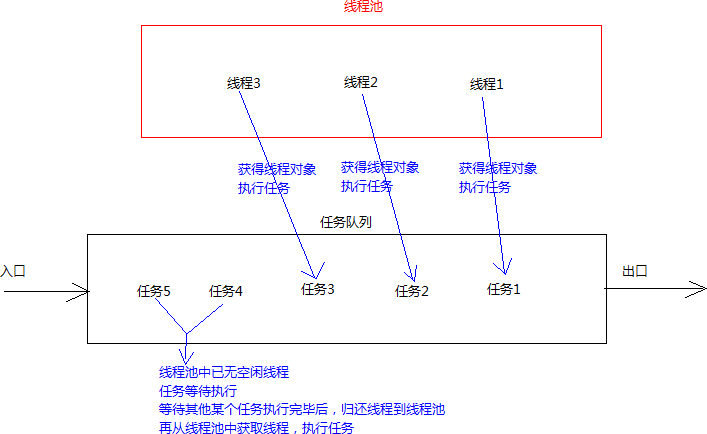 线程池
线程3
线程2
线程1
获得线程对象
执行任务
获得线程对象
执行任务
获得线程对象
执行任务
任务队列
入口
出口
任务5
任务4
任务3
任务2
任务1
线程池中已无空闲线程
任务等待执行
等待其他某个任务执行完毕后，归还线程到线程池
再从线程池中获取线程，执行任务